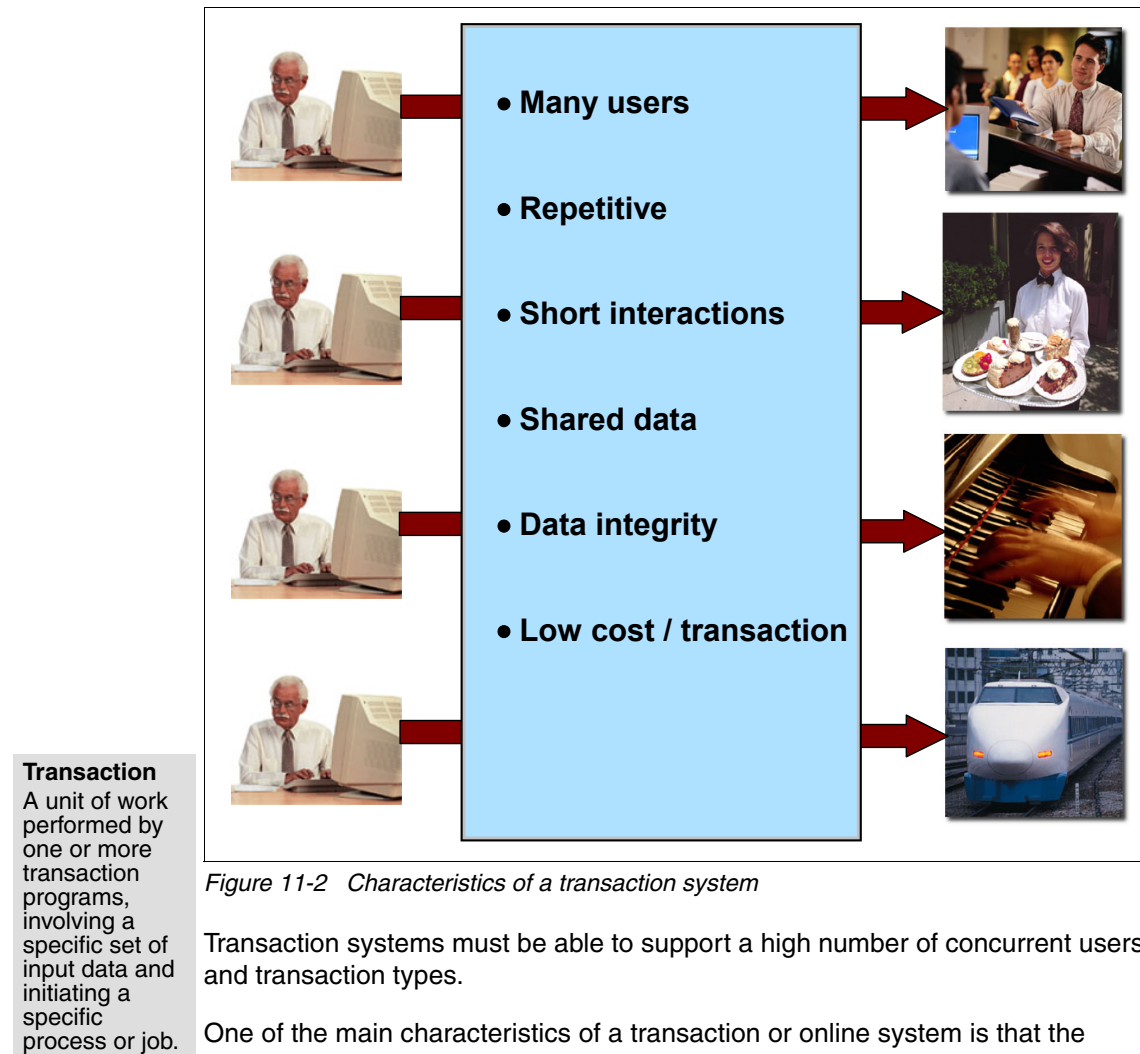 • Many users
• Repetitive
• Short interactions
• Shared data
• Data integrity
• Low cost / transaction
Figure 11-2 Characteristics of a transaction system
Transaction
A unit of work
performed by
one or more
transaction
programs,
involving a
specific set of
input data and
initiating a
specific
process or job.
Transaction systems must be able to support a high number of concurrent users
and transaction types.
One of the main characteristics of a transaction or online system is that the